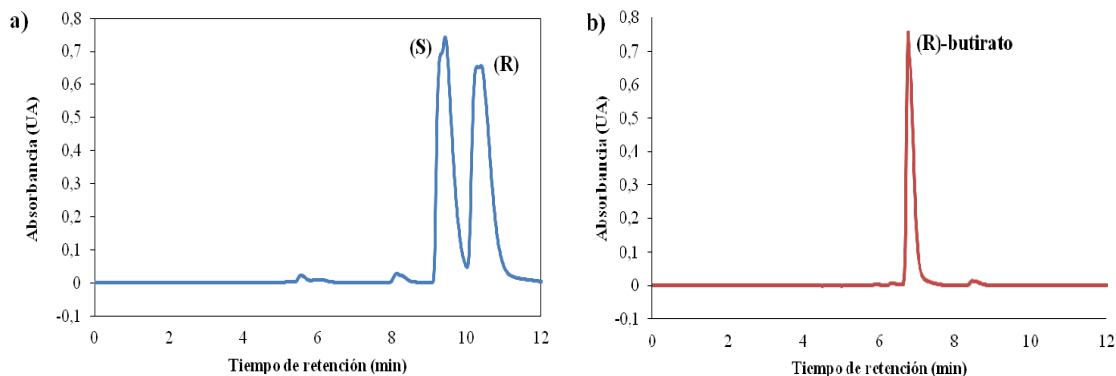 a)
Absorbancia (UA)
0,8
0,7
0,6
0,5
0,4
0,3
0,2
0,1
0
-0,1
(S)
(R)
0 2 4 6 8 10 12
Tiempo de retención (min)
b)
Absorbancia (UA)
0,8
0,7
0,6
0,5
0,4
0,3
0,2
0,1
0
-0,1
(R)-butirato
0 2 4 6 8 10 12
Tiempo de retención (min)